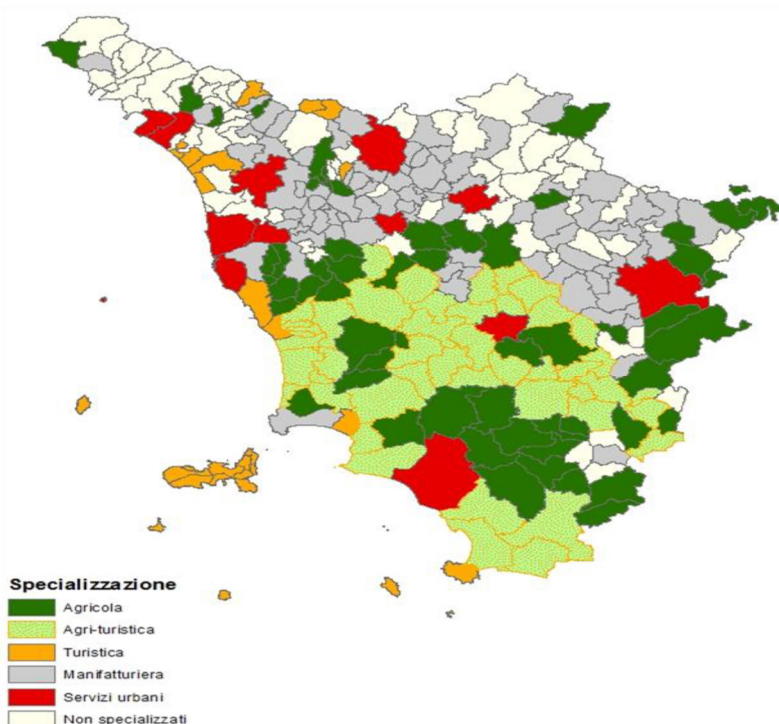 Specializzazione
Agricola
Agri-turistica
Turistica
Manifatturiera
Servizi urbani
Non specializzati